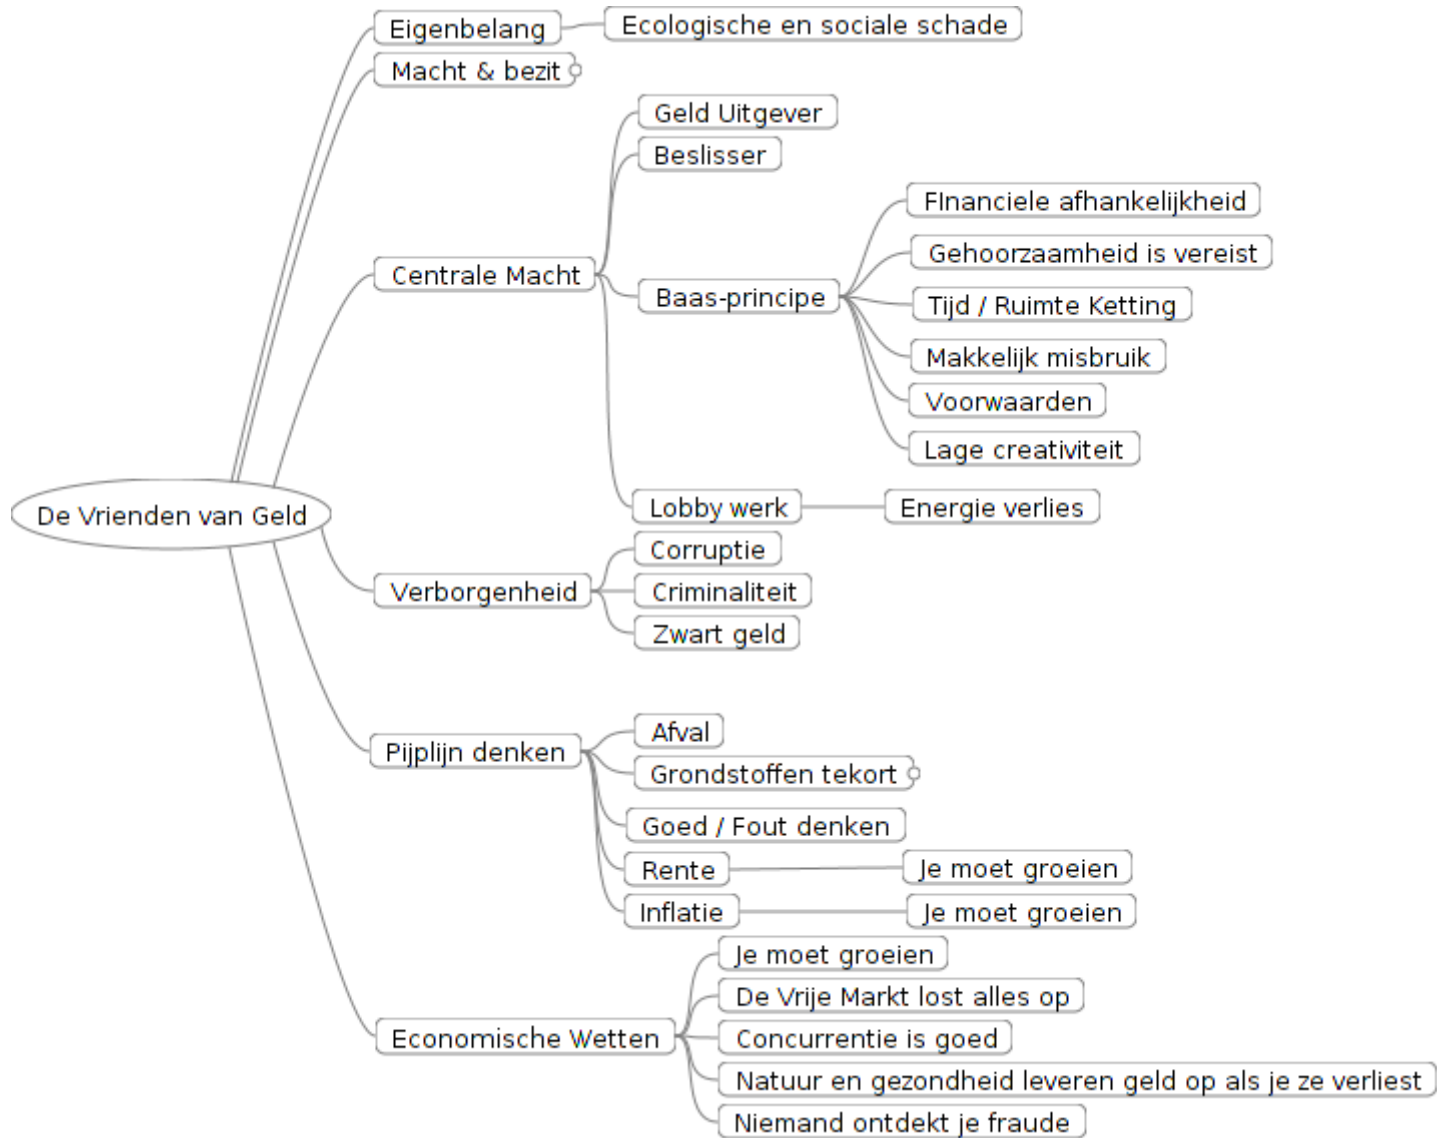 Eigenbelang
Ecologische en sociale schade
Macht & bezit
Geld Uitgever
Beslisser
FInanciele afhankelijkheid
Gehoorzaamheid is vereist
Centrale Macht
Baas-principe
Tijd / Ruimte Ketting
Makkelijk misbruik
Voorwaarden
Lage creativiteit
De Vrienden van Geld
Lobby werk
Energie verlies
Corruptie
Verborgenheid
Criminaliteit
Zwart geld
Pijplijn denken
Afval
Grondstoffen tekort
Goed / Fout denken
Rente
Je moet groeien
Inflatie
Je moet groeien
Je moet groeien
De Vrije Markt lost alles op
Economische Wetten
Concurrentie is goed
Natuur en gezondheid leveren geld op als je ze verliest
Niemand ontdekt je fraude